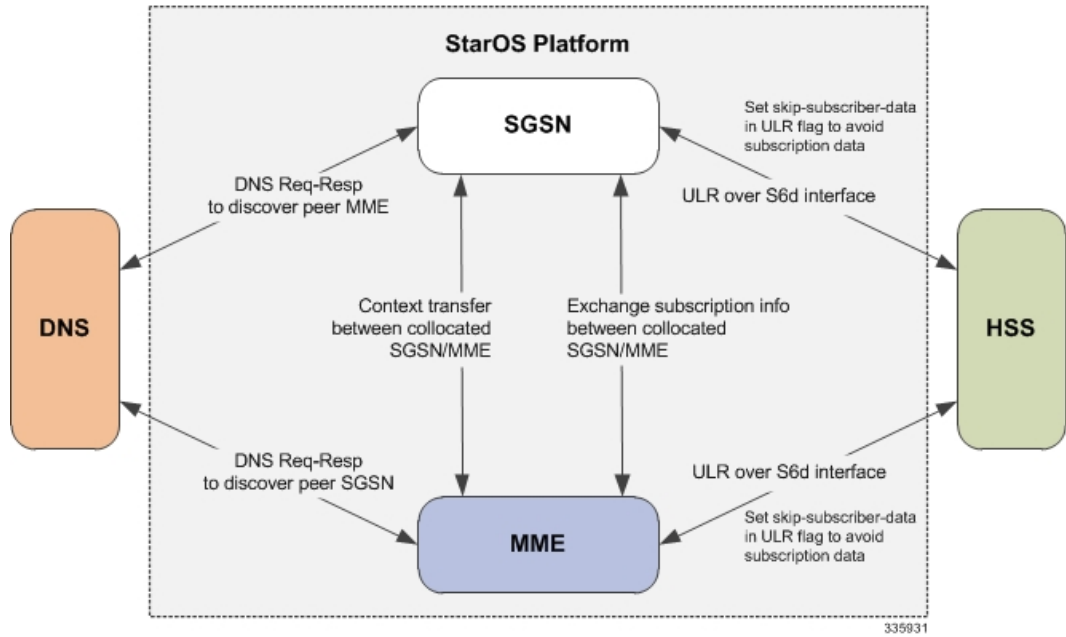 StarOS Platform
SGSN
Set skip-subscriber-data
in ULR flag to avoid
subscription data
DNS Req-Resp
to discover peer MME
ULR over S6d interface
DNS
Context transfer
between collocated
SGSN/MME
Exchange subscription info
between collocated
SGSN/MME
HSS
DNS Req-Resp
to discover peer SGSN
ULR over S6d interface
MME
Set skip-subscriber-data
in ULR flag to avoid
subscription data
335931